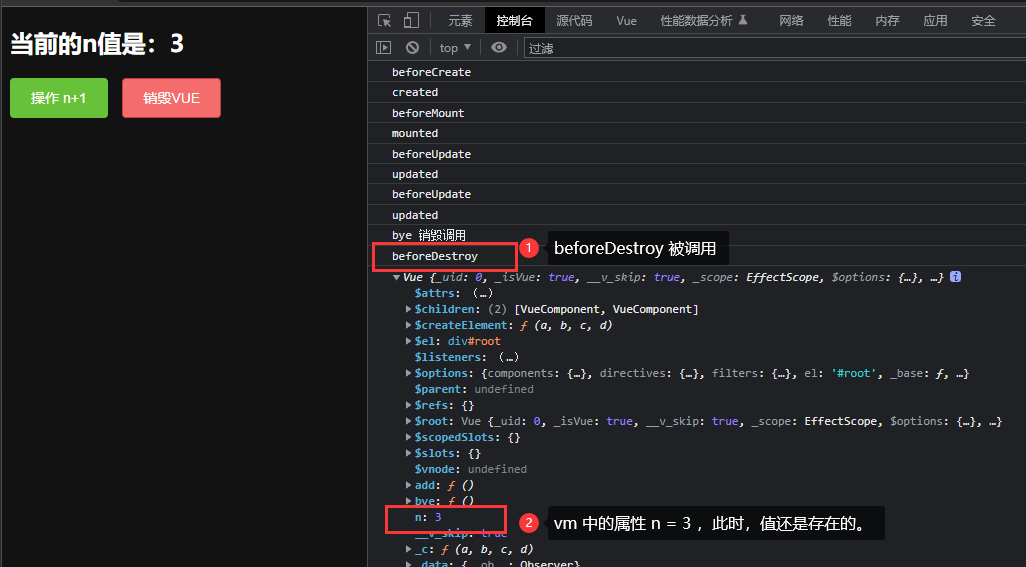 当前的n值是：3
操作 n+1
销毁VUE
元素 控制台 源代码 Vue 性能数据分析 网络 性能 内存 应用 安全
top 过滤
beforeCreate
created
beforeMount
mounted
beforeUpdate
updated
beforeUpdate
updated
bye 销毁调用
beforeDestroy
1 beforeDestroy 被调用
Vue {_uid: 0, _isVue: true, __v_skip: true, _scope: EffectScope, $options: {…}, …}
$attrs: (…)
$children: (2) [VueComponent, VueComponent]
$createElement: ƒ (a, b, c, d)
$el: div#root
$listeners: (…)
$options: {components: {…}, directives: {…}, filters: {…}, el: '#root', _base: ƒ, …}
$parent: undefined
$refs: {}
$root: Vue {_uid: 0, _isVue: true, __v_skip: true, _scope: EffectScope, $options: {…}, …}
$scopedSlots: {}
$slots: {}
$vnode: undefined
add: ƒ ()
bye: ƒ ()
n: 3
2 vm 中的属性 n = 3 ，此时，值还是存在的。
__v_skip: true
_c: ƒ (a, b, c, d)
_data: {__ob__: Observer}